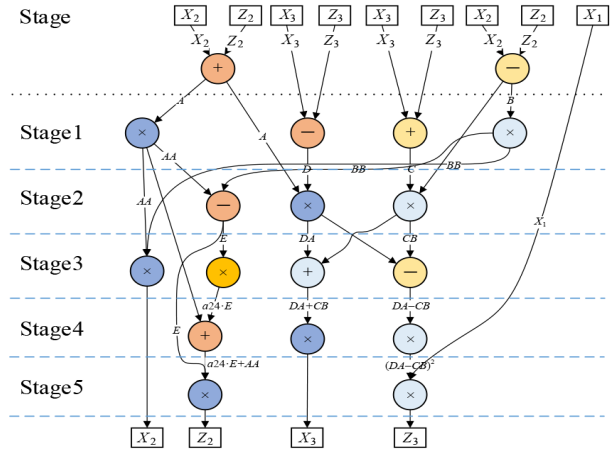 Stage X₂ Z₂ X₃ Z₃ X₃ Z₃ X₂ Z₂ X₁
X₂ Z₂ X₃ Z₃ X₃ Z₃ X₂ Z₂
+ −
A B
Stage1 × − + ×
A
AA D BB C BB
Stage2 AA − × ×
X₁
E DA CB
Stage3 × × + −
a24·E DA+CB DA−CB
Stage4 E + × ×
a24·E+AA (DA−CB)²
Stage5 × ×
X₂ Z₂ X₃ Z₃